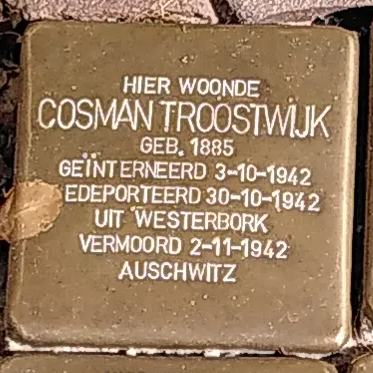 HIER WOONDE
COSMAN TROOSTWIJK
GEB. 1885
GEÏNTERNEERD 3-10-1942
EDEPORTEERD 30-10-1942
UIT WESTERBORK
VERMOORD 2-11-1942
AUSCHWITZ